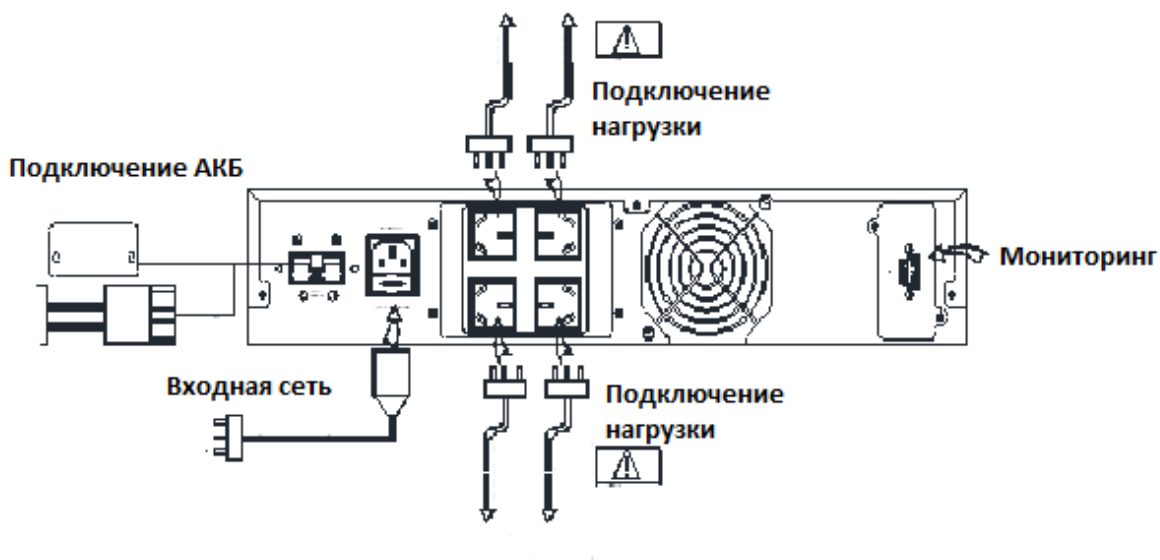 Подключение
нагрузки
Подключение АКБ
Мониторинг
Входная сеть
Подключение
нагрузки